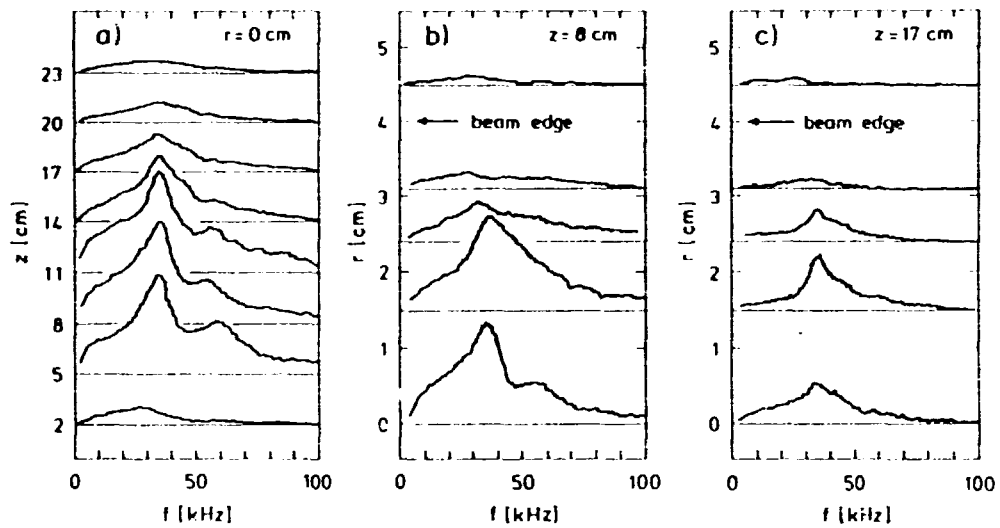 a)
r = 0 cm
23
20
17
14
11
8
5
2
z [cm]
0
50
100
f [kHz]
b)
z = 8 cm
5
4
3
2
1
0
r [cm]
← beam edge
0
50
100
f [kHz]
c)
z = 17 cm
5
4
3
2
1
0
r [cm]
← beam edge
0
50
100
f [kHz]